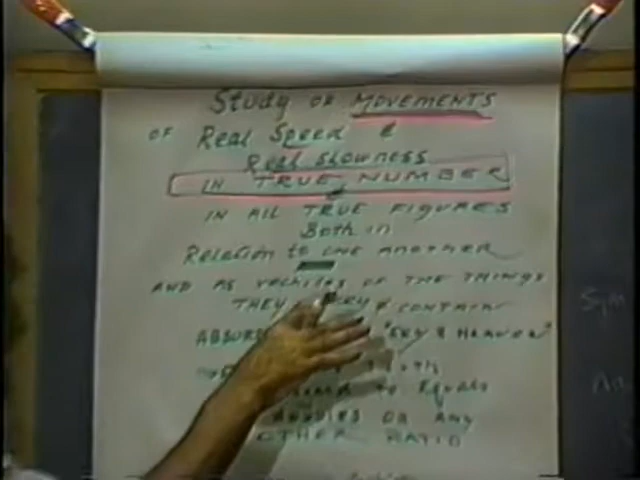 Study OF MOVEMENTS
OF Real Speed &
Real Slowness
IN TRUE NUMBER
IN All TRUE FIGURES
Both in
Relation to ONE ANOTHER
AND AS VEHICLES OF THE THINGS
THEY & CONTAIN
"SKY & HEAVEN"
to Equals
OR ANY
OTHER RATIO
Sym